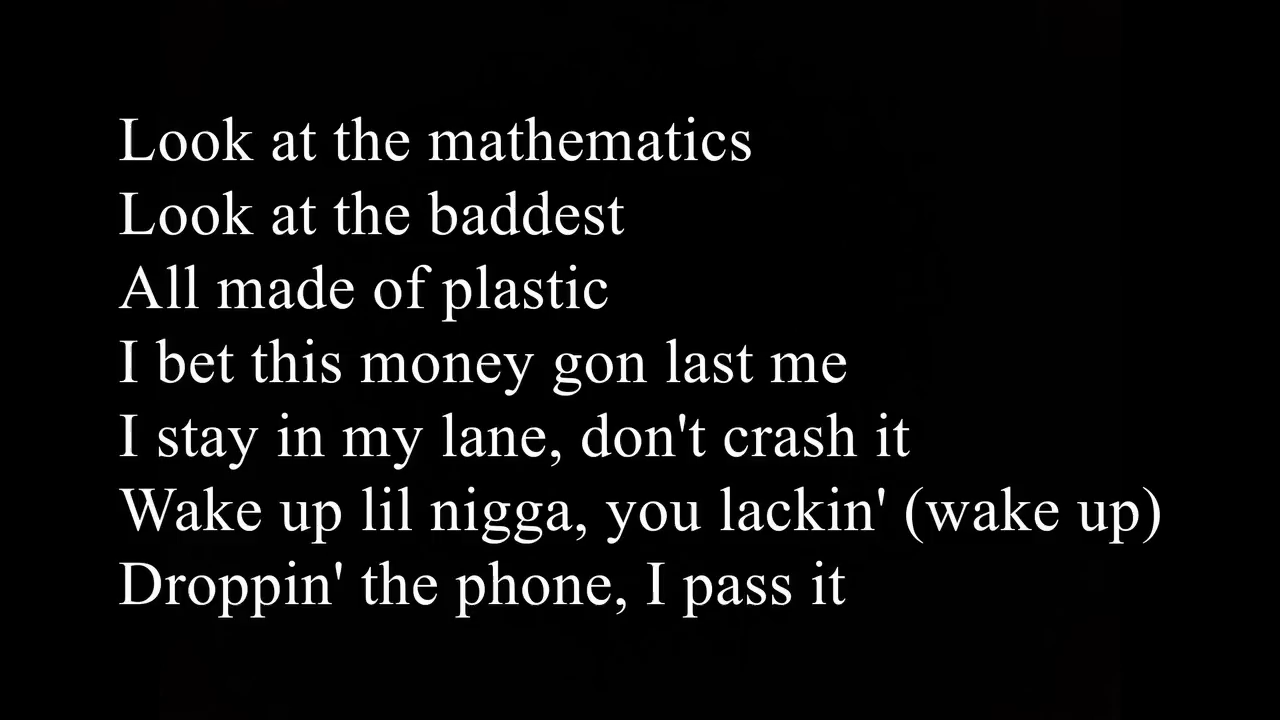 Look at the mathematics
Look at the baddest
All made of plastic
I bet this money gon last me
I stay in my lane, don't crash it
Wake up lil nigga, you lackin' (wake up)
Droppin' the phone, I pass it